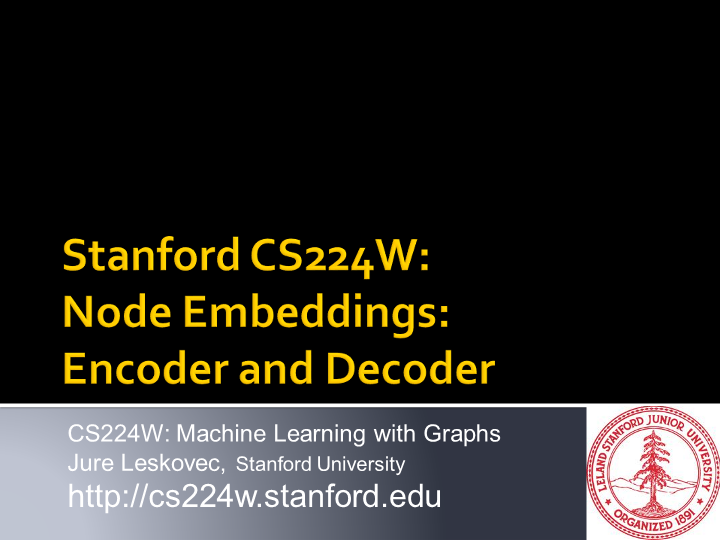 Stanford CS224W:
Node Embeddings:
Encoder and Decoder
CS224W: Machine Learning with Graphs
Jure Leskovec, Stanford University
http://cs224w.stanford.edu
LELAND STANFORD JUNIOR UNIVERSITY
ORGANIZED 1891